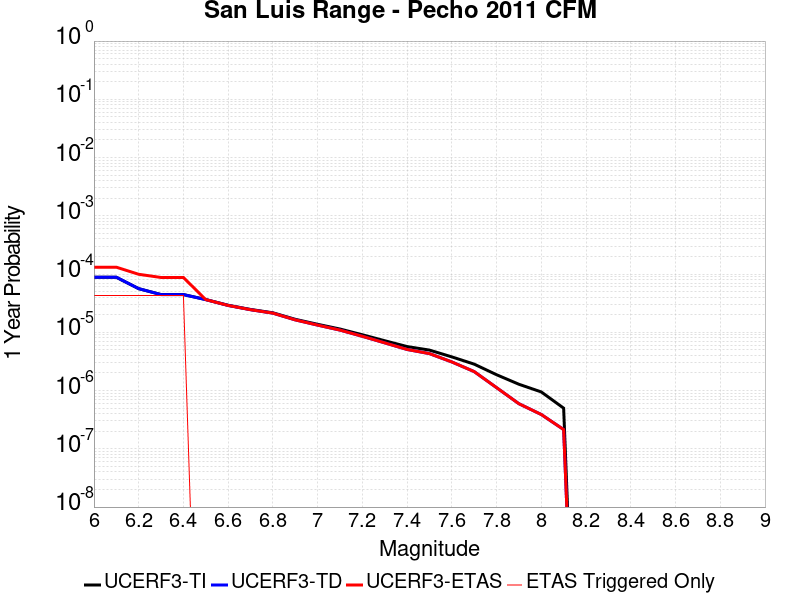 San Luis Range - Pecho 2011 CFM
10^0
10^-1
10^-2
10^-3
10^-4
10^-5
10^-6
10^-7
10^-8
1 Year Probability
6 6.2 6.4 6.6 6.8 7 7.2 7.4 7.6 7.8 8 8.2 8.4 8.6 8.8 9
Magnitude
UCERF3-TI UCERF3-TD UCERF3-ETAS ETAS Triggered Only